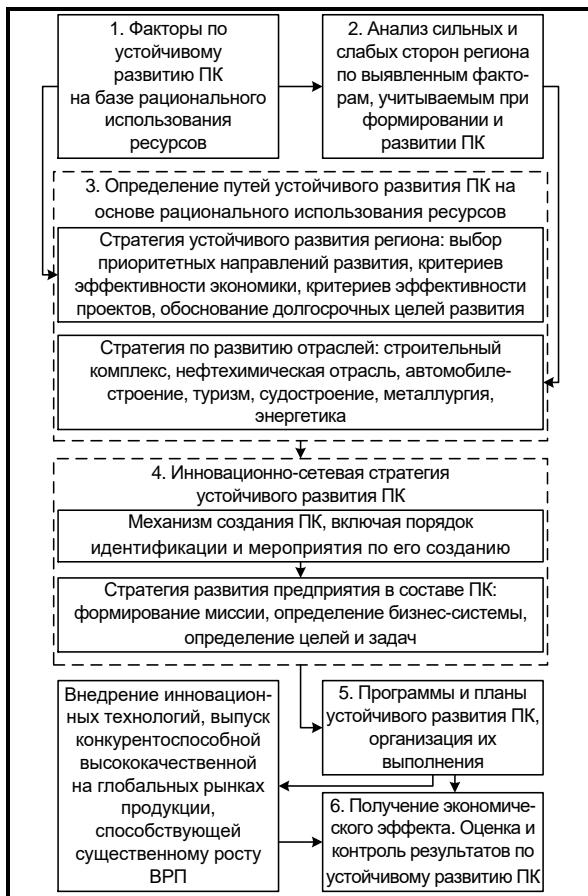 1. Факторы по
устойчивому
развитию ПК
на базе рационального
использования
ресурсов
2. Анализ сильных и
слабых сторон региона
по выявленным факто-
рам, учитываемым при
формировании и
развитии ПК
3. Определение путей устойчивого развития ПК на
основе рационального использования ресурсов
Стратегия устойчивого развития региона: выбор
приоритетных направлений развития, критериев
эффективности экономики, критериев эффективности
проектов, обоснование долгосрочных целей развития
Стратегия по развитию отраслей: строительный
комплекс, нефтехимическая отрасль, автомобиле-
строение, туризм, судостроение, металлургия,
энергетика
4. Инновационно-сетевая стратегия
устойчивого развития ПК
Механизм создания ПК, включая порядок
идентификации и мероприятия по его созданию
Стратегия развития предприятия в составе ПК:
формирование миссии, определение бизнес-системы,
определение целей и задач
Внедрение инновацион-
ных технологий, выпуск
конкурентоспособной
высококачественной
на глобальных рынках
продукции,
способствующей
существенному росту
ВРП
5. Программы и планы
устойчивого развития ПК,
организация их
выполнения
6. Получение экономиче-
ского эффекта. Оценка и
контроль результатов по
устойчивому развитию ПК